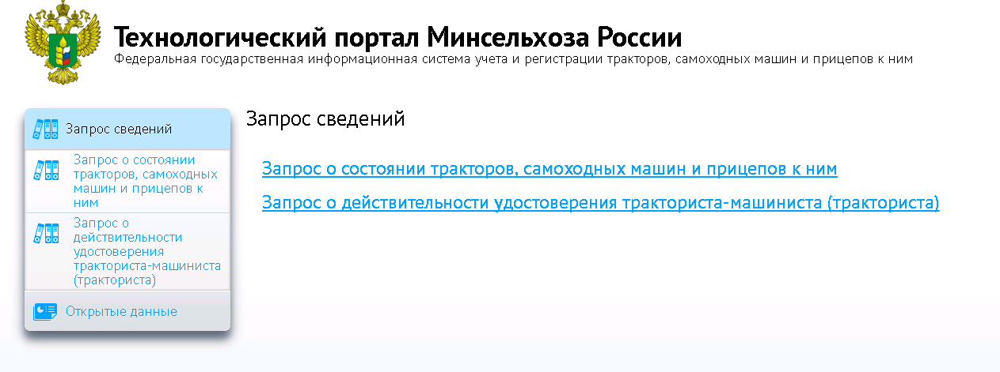 Технологический портал Минсельхоза России
Федеральная государственная информационная система учета и регистрации тракторов, самоходных машин и прицепов к ним
Запрос сведений
Запрос о состоянии
тракторов, самоходных
машин и прицепов к
ним
Запрос о
действительности
удостоверения
тракториста-машиниста
(тракториста)
Открытые данные
Запрос сведений
Запрос о состоянии тракторов, самоходных машин и прицепов к ним
Запрос о действительности удостоверения тракториста-машиниста (тракториста)